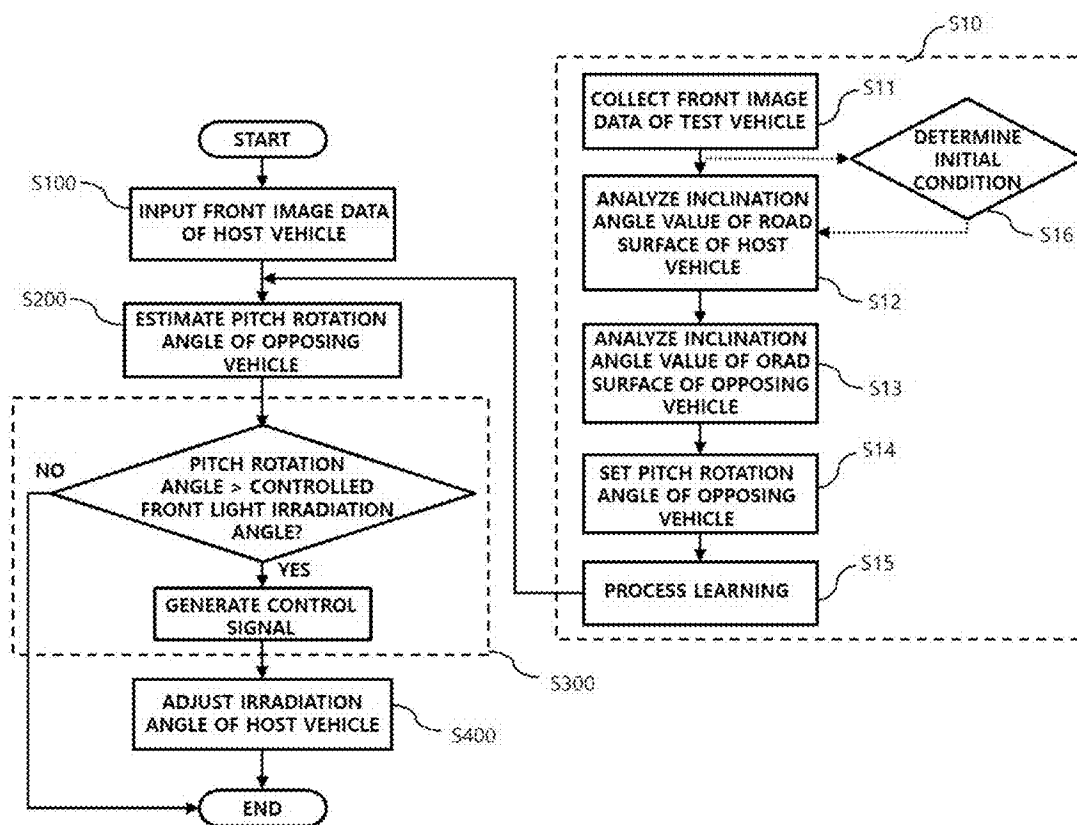 S10
COLLECT FRONT IMAGE
DATA OF TEST VEHICLE
S11
DETERMINE
INITIAL
CONDITION
S16
ANALYZE INCLINATION
ANGLE VALUE OF ROAD
SURFACE OF HOST
VEHICLE
S12
ANALYZE INCLINATION
ANGLE VALUE OF ORAD
SURFACE OF OPPOSING
VEHICLE
S13
SET PITCH ROTATION
ANGLE OF OPPOSING
VEHICLE
S14
PROCESS LEARNING
S15
START
S100
INPUT FRONT IMAGE DATA
OF HOST VEHICLE
S200
ESTIMATE PITCH ROTATION
ANGLE OF OPPOSING
VEHICLE
NO
PITCH ROTATION
ANGLE > CONTROLLED
FRONT LIGHT IRRADIATION
ANGLE?
YES
GENERATE CONTROL
SIGNAL
S300
ADJUST IRRADIATION
ANGLE OF HOST VEHICLE
S400
END